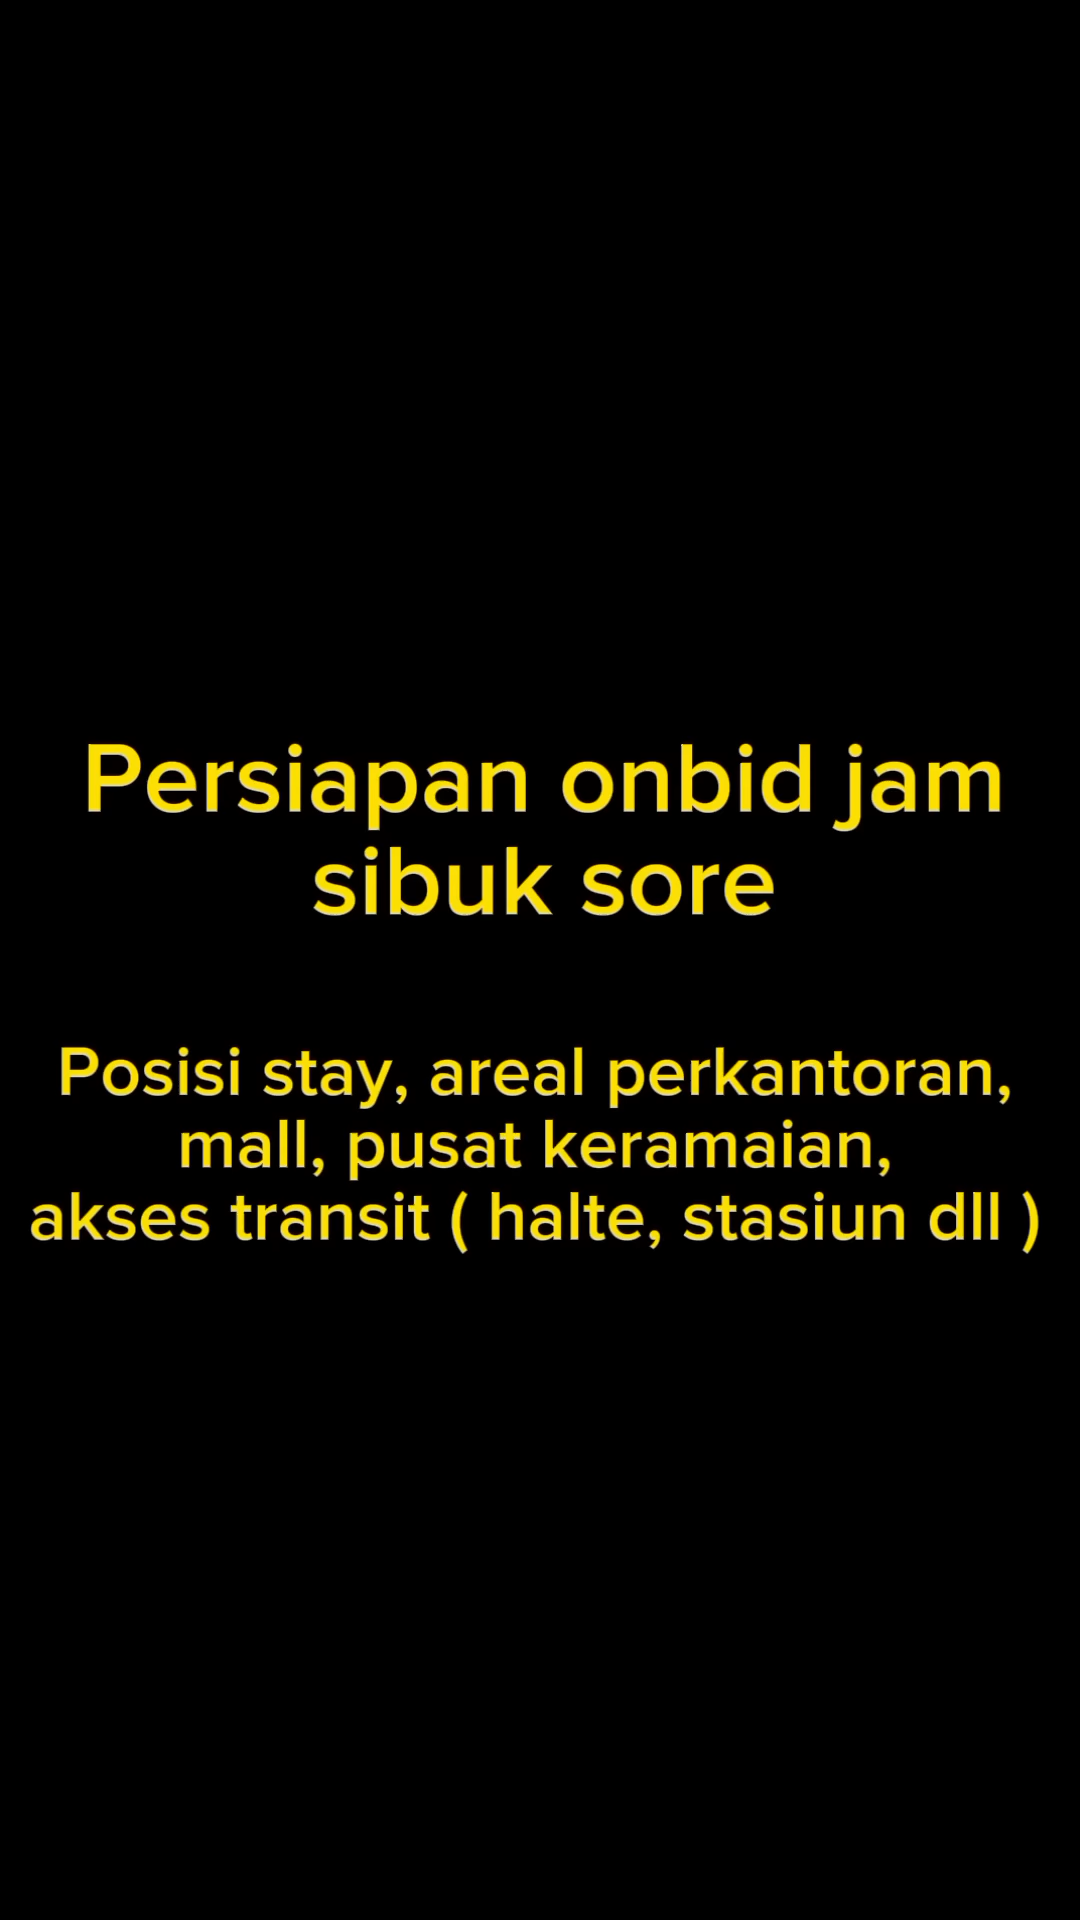 Persiapan onbid jam
sibuk sore
Posisi stay, areal perkantoran,
mall, pusat keramaian,
akses transit ( halte, stasiun dll )